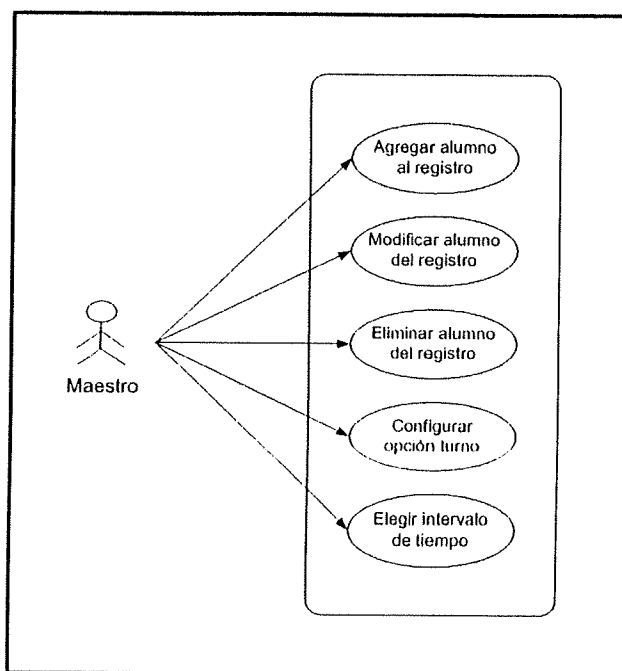 Agregar alumno
al registro
Modificar alumno
del registro
Eliminar alumno
del registro
Maestro
Configurar
opción turno
Elegir intervalo
de tiempo